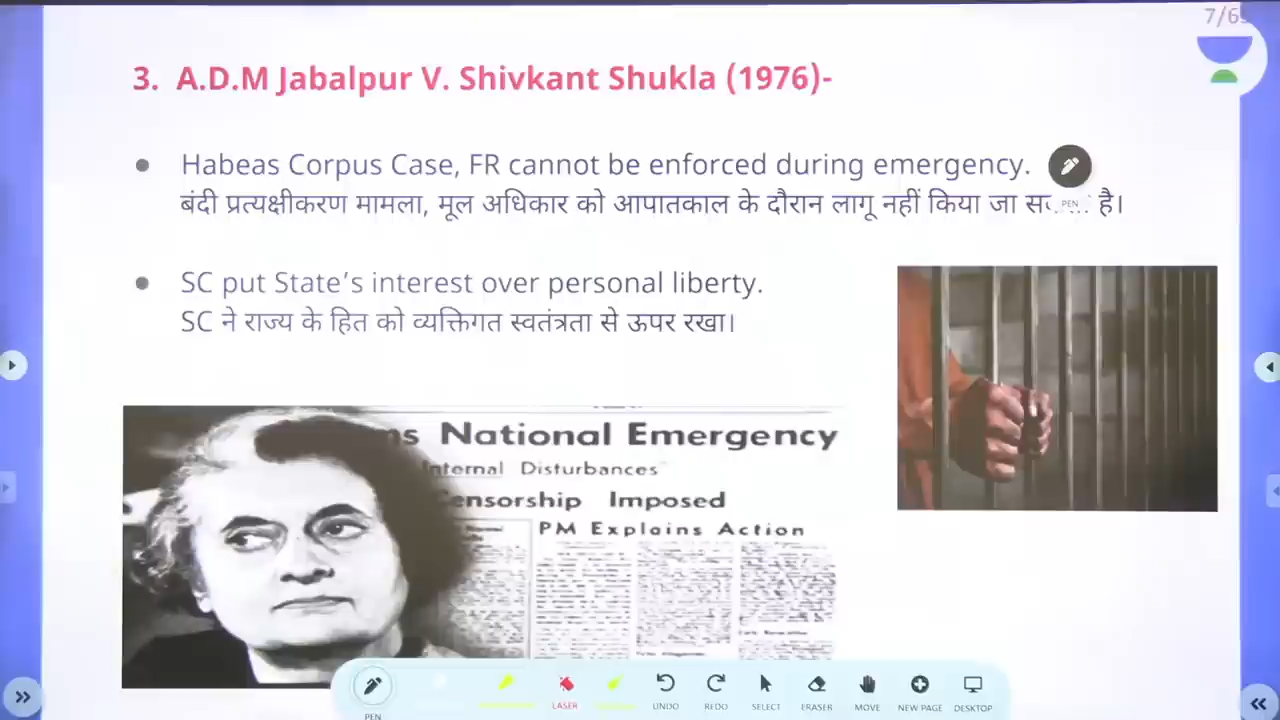 7/6
3. A.D.M Jabalpur V. Shivkant Shukla (1976)-
Habeas Corpus Case, FR cannot be enforced during emergency.
बंदी प्रत्यक्षीकरण मामला, मूल अधिकार को आपातकाल के दौरान लागू नहीं किया जा है।
PEN
SC put State's interest over personal liberty.
SC ने राज्य के हित को व्यक्तिगत स्वतंत्रता से ऊपर रखा।
National Emergency
Internal Disturbances
Censorship Imposed
PM Explains Action
PEN
LASER
UNDO
REDO
SELECT
ERASER
MOVE
NEW PAGE
DESKTOP